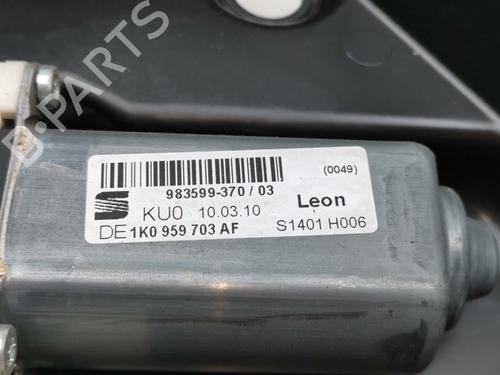 B-PARTS
(0049)
983599-370 / 03
KU0 10.03.10 Leon
DE 1K0 959 703 AF S1401 H006